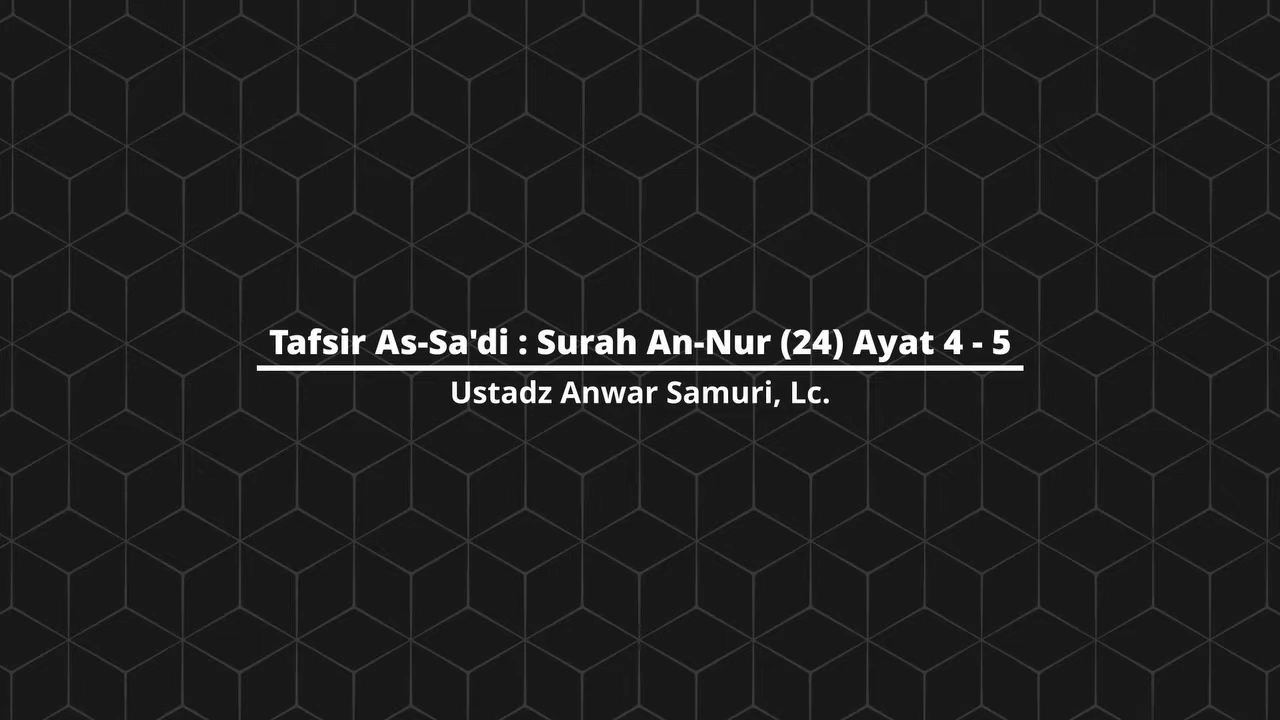 Tafsir As-Sa'di : Surah An-Nur (24) Ayat 4 - 5
Ustadz Anwar Samuri, Lc.